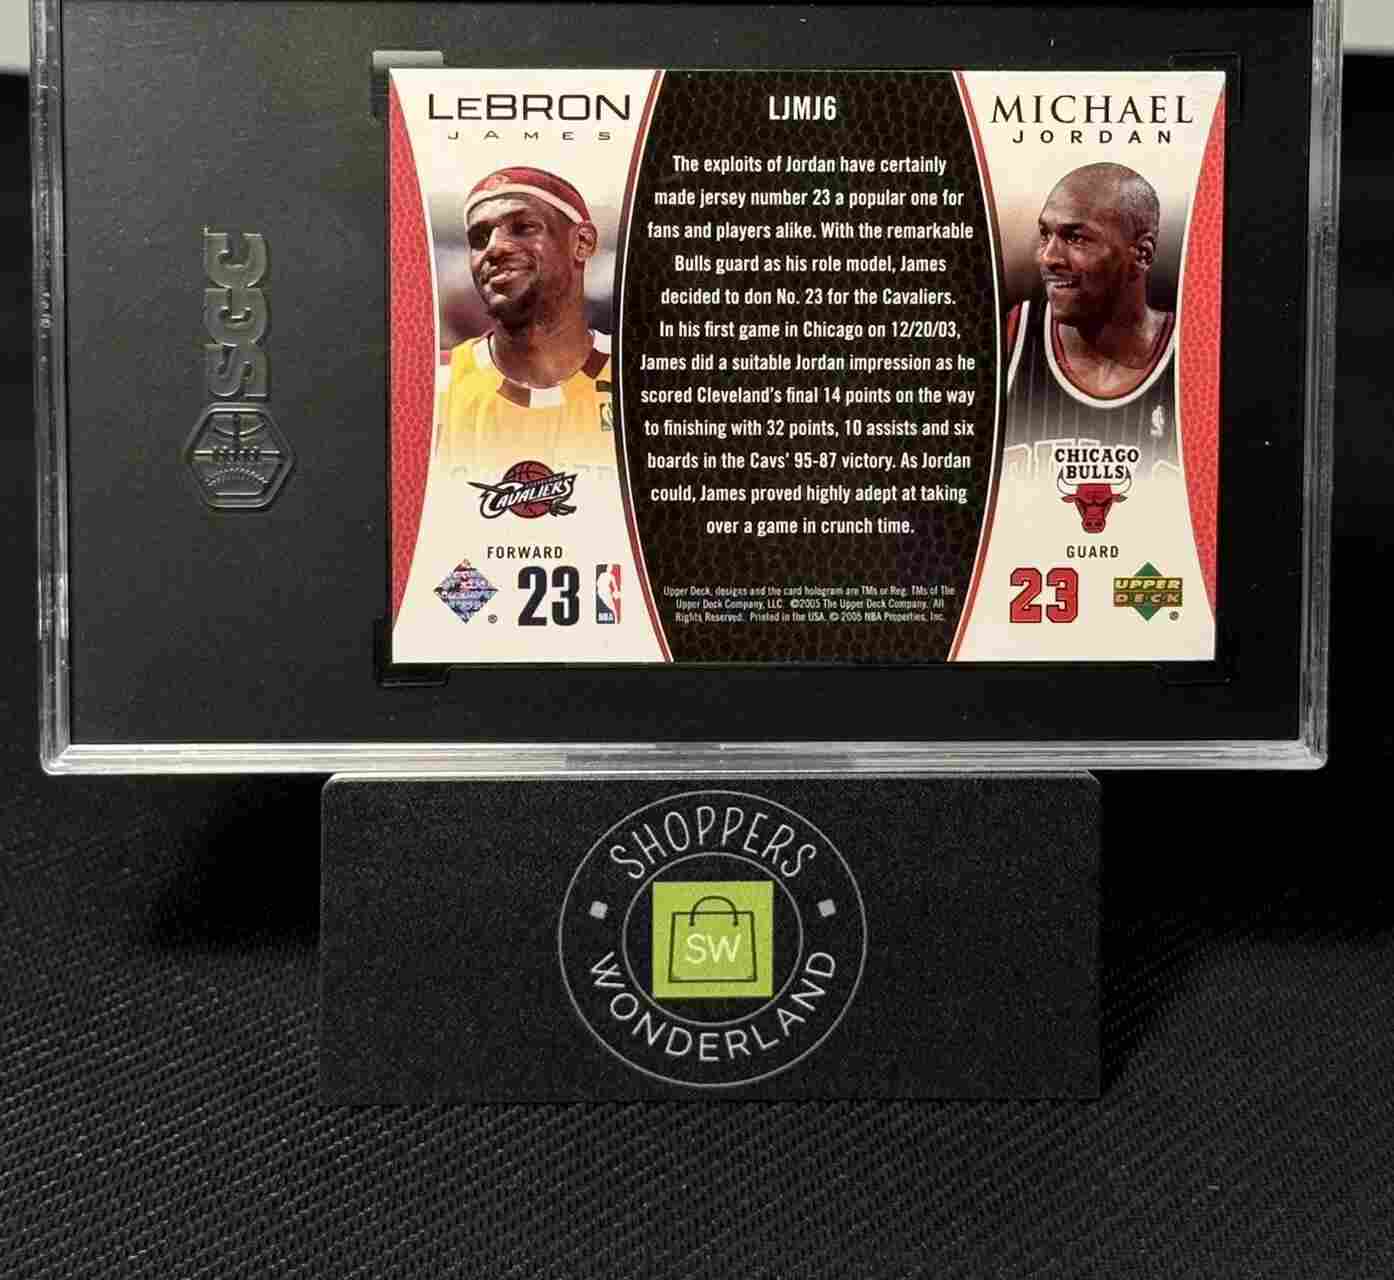 SGC
LEBRON
JAMES
LJMJ6
MICHAEL
JORDAN
The exploits of Jordan have certainly
made jersey number 23 a popular one for
fans and players alike. With the remarkable
Bulls guard as his role model, James
decided to don No. 23 for the Cavaliers.
In his first game in Chicago on 12/20/03,
James did a suitable Jordan impression as he
scored Cleveland's final 14 points on the way
to finishing with 32 points, 10 assists and six
boards in the Cavs' 95-87 victory. As Jordan
could, James proved highly adept at taking
over a game in crunch time.
CAVALIERS
FORWARD
23
NBA
CHICAGO
BULLS
GUARD
23
UPPER
DECK
Upper Deck, designs and the card hologram are TMs or Reg. TMs of The
Upper Deck Company, LLC. ©2005 The Upper Deck Company. All
Rights Reserved. Printed in the USA. © 2005 NBA Properties, Inc.
SHOPPERS
SW
WONDERLAND